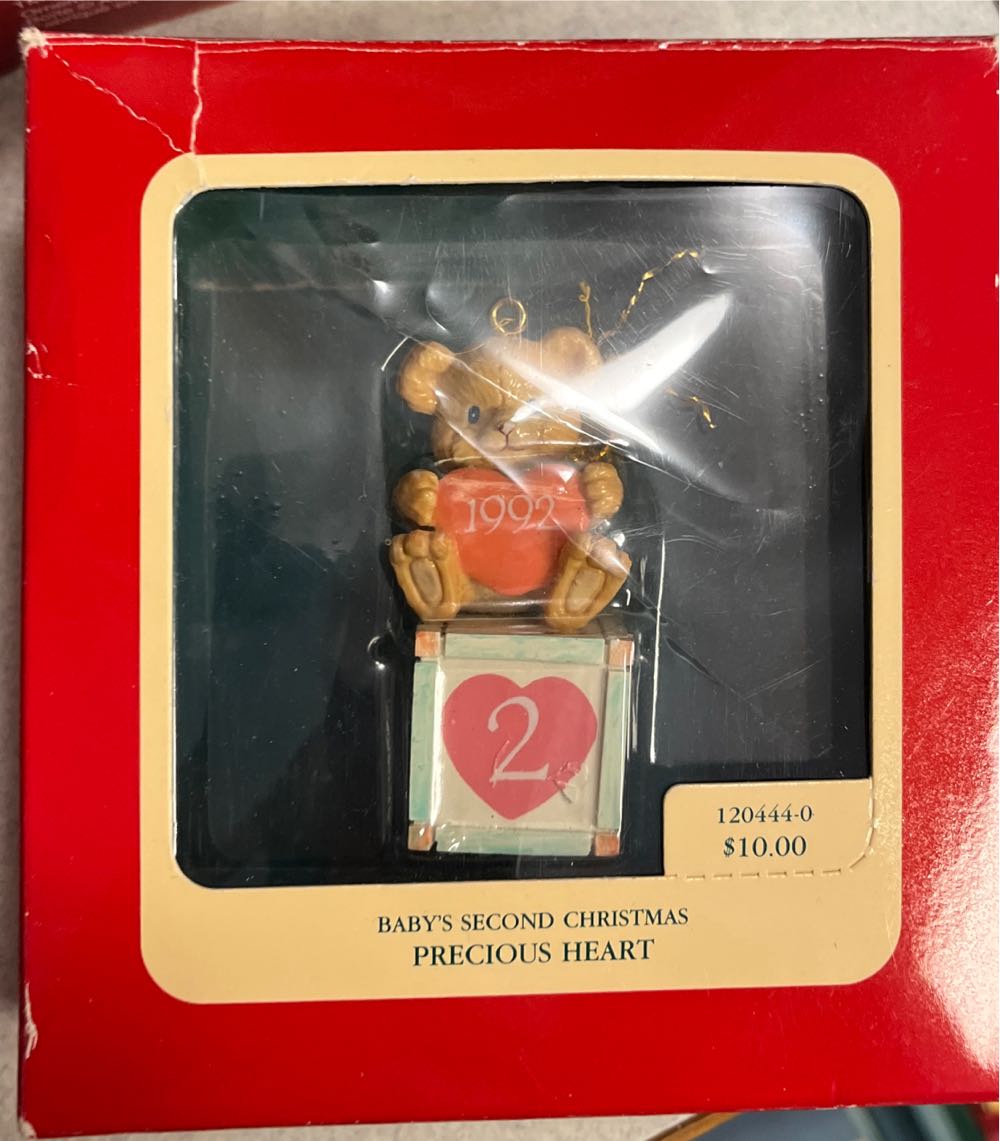 1992
2
120444-0
$10.00
BABY'S SECOND CHRISTMAS
PRECIOUS HEART